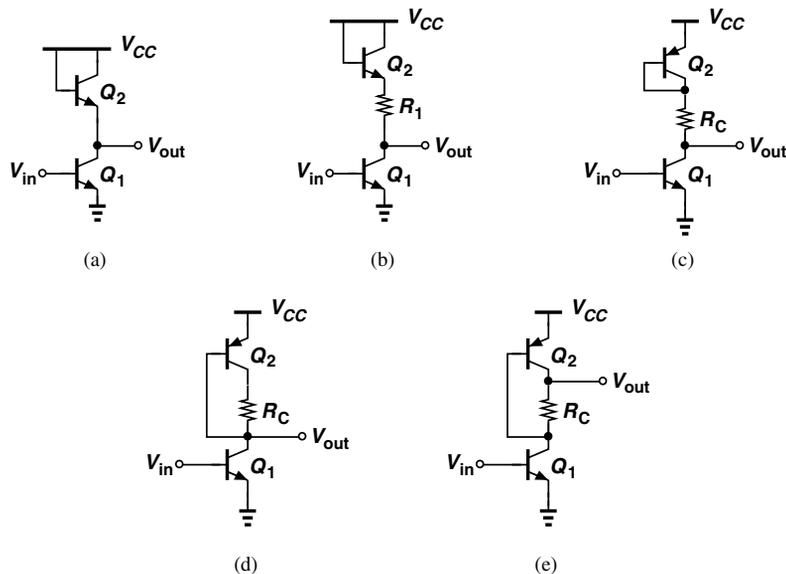 V_CC
Q_2
V_out
V_in
Q_1
(a)
V_CC
Q_2
R_1
V_out
V_in
Q_1
(b)
V_CC
Q_2
R_C
V_out
V_in
Q_1
(c)
V_CC
Q_2
R_C
V_out
V_in
Q_1
(d)
V_CC
Q_2
V_out
R_C
V_in
Q_1
(e)